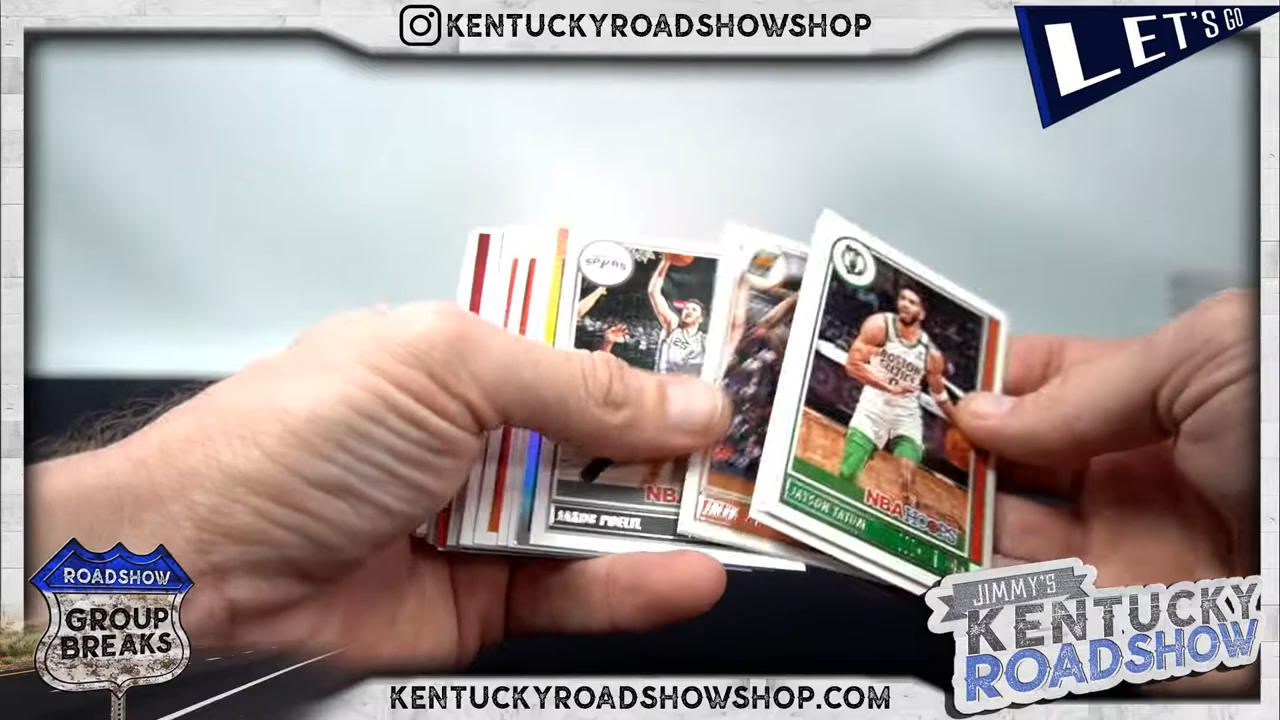 KENTUCKYROADSHOWSHOP
LET'S GO
SPURS
25
BOSTON
NBA
JAKOB POELTL
JAYSON TATUM
NBA HOOPS
ROADSHOW
GROUP
BREAKS
JIMMY'S
KENTUCKY
ROADSHOW
KENTUCKYROADSHOWSHOP.COM